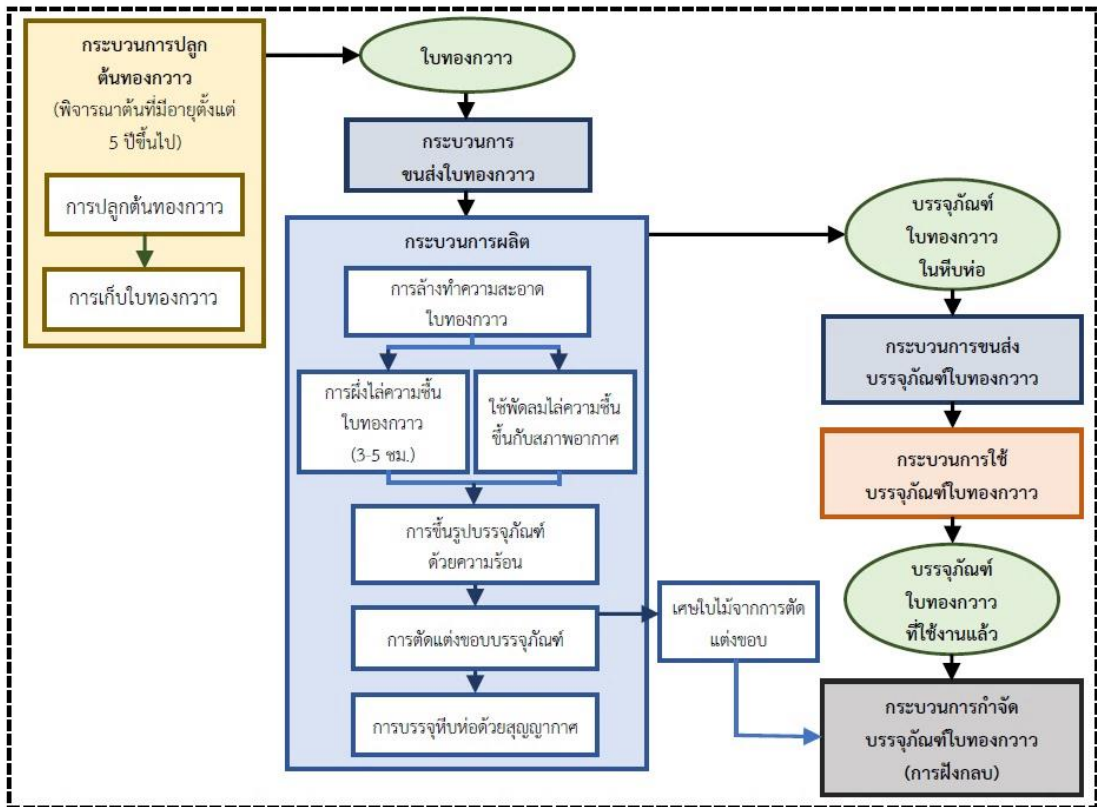 กระบวนการปลูก
ต้นทองกวาว
(พิจารณาต้นที่มีอายุตั้งแต่
5 ปีขึ้นไป)
การปลูกต้นทองกวาว
การเก็บใบทองกวาว
ใบทองกวาว
กระบวนการ
ขนส่งใบทองกวาว
กระบวนการผลิต
การล้างทำความสะอาด
ใบทองกวาว
การผึ่งไล่ความชื้น
ใบทองกวาว
(3-5 ชม.)
ใช้พัดลมไล่ความชื้น
ขึ้นกับสภาพอากาศ
การขึ้นรูปบรรจุภัณฑ์
ด้วยความร้อน
การตัดแต่งขอบบรรจุภัณฑ์
การบรรจุหีบห่อด้วยสุญญากาศ
เศษใบไม้จากการตัด
แต่งขอบ
บรรจุภัณฑ์
ใบทองกวาว
ในหีบห่อ
กระบวนการขนส่ง
บรรจุภัณฑ์ใบทองกวาว
กระบวนการใช้
บรรจุภัณฑ์ใบทองกวาว
บรรจุภัณฑ์
ใบทองกวาว
ที่ใช้งานแล้ว
กระบวนการกำจัด
บรรจุภัณฑ์ใบทองกวาว
(การฝังกลบ)